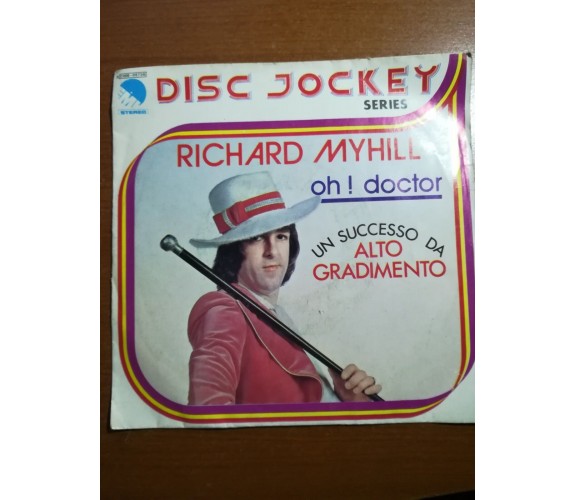 STEREO
DISC JOCKEY
SERIES
RICHARD MYHILL
oh! doctor
UN SUCCESSO DA
ALTO
GRADIMENTO